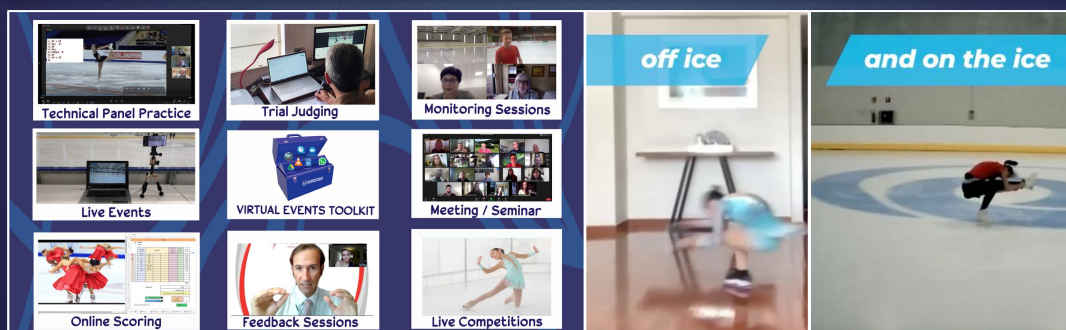 Technical Panel Practice
Trial Judging
Monitoring Sessions
Live Events
VIRTUAL EVENTS TOOLKIT
Meeting / Seminar
Online Scoring
Feedback Sessions
Live Competitions
off ice
and on the ice